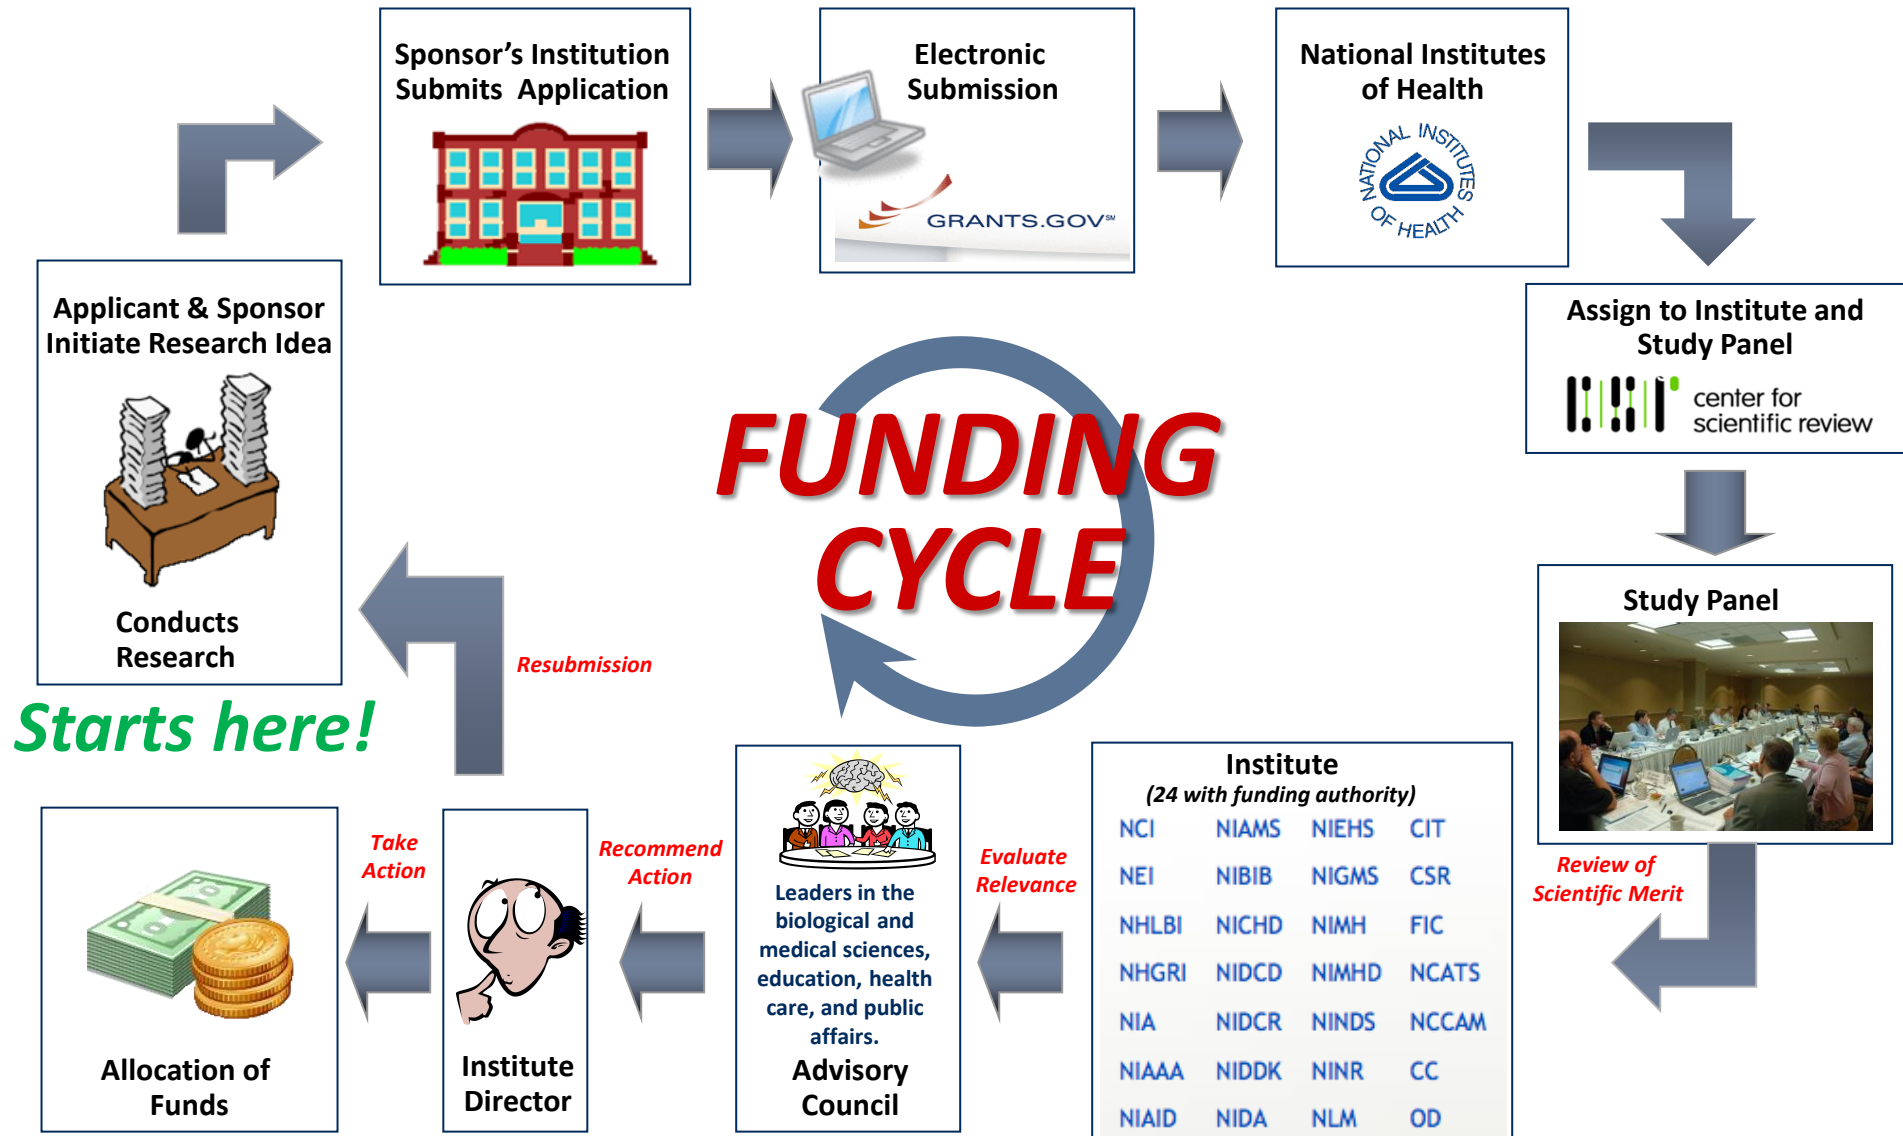 Sponsor's Institution
Submits Application
Electronic
Submission
GRANTS.GOV℠
National Institutes
of Health
NATIONAL INSTITUTES
OF HEALTH
Applicant & Sponsor
Initiate Research Idea
Conducts
Research
Starts here!
Assign to Institute and
Study Panel
center for
scientific review
FUNDING
CYCLE
Study Panel
Review of
Scientific Merit
Institute
(24 with funding authority)
NCI NIAMS NIEHS CIT
NEI NIBIB NIGMS CSR
NHLBI NICHD NIMH FIC
NHGRI NIDCD NIMHD NCATS
NIA NIDCR NINDS NCCAM
NIAAA NIDDK NINR CC
NIAID NIDA NLM OD
Evaluate
Relevance
Leaders in the
biological and
medical sciences,
education, health
care, and public
affairs.
Advisory
Council
Recommend
Action
Institute
Director
Resubmission
Take
Action
Allocation of
Funds